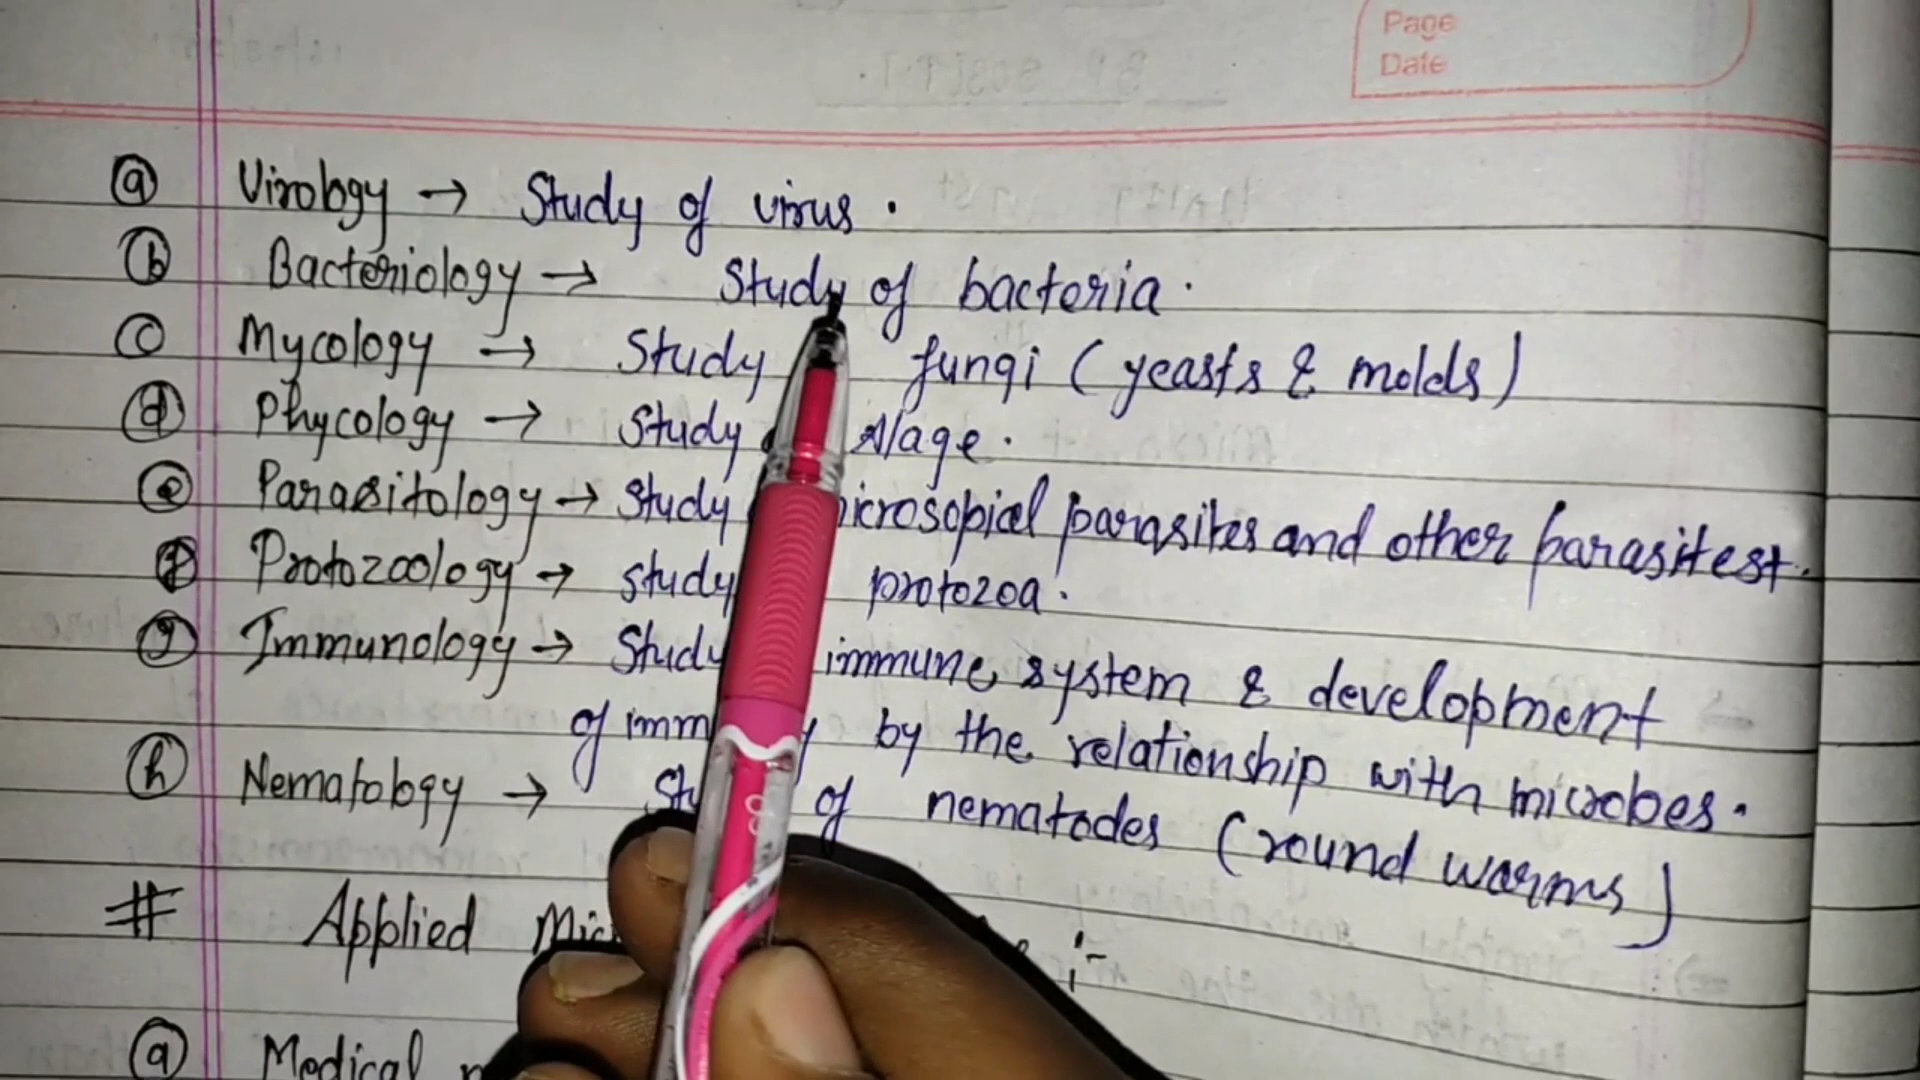 Page
Date
ⓐ Virology → Study of virus.
ⓑ Bacteriology → Study of bacteria.
ⓒ Mycology → Study fungi (yeasts & molds)
ⓓ Phycology → Study Alage.
ⓔ Parasitology → Study icrosopical parasites and other parasitest.
ⓕ Protozoology → study protozoa.
ⓖ Immunology → Study immune system & development
of imm y by the relationship with microbes.
ⓗ Nematology → of nematodes (round warms)
# Applied :-
ⓐ Medical